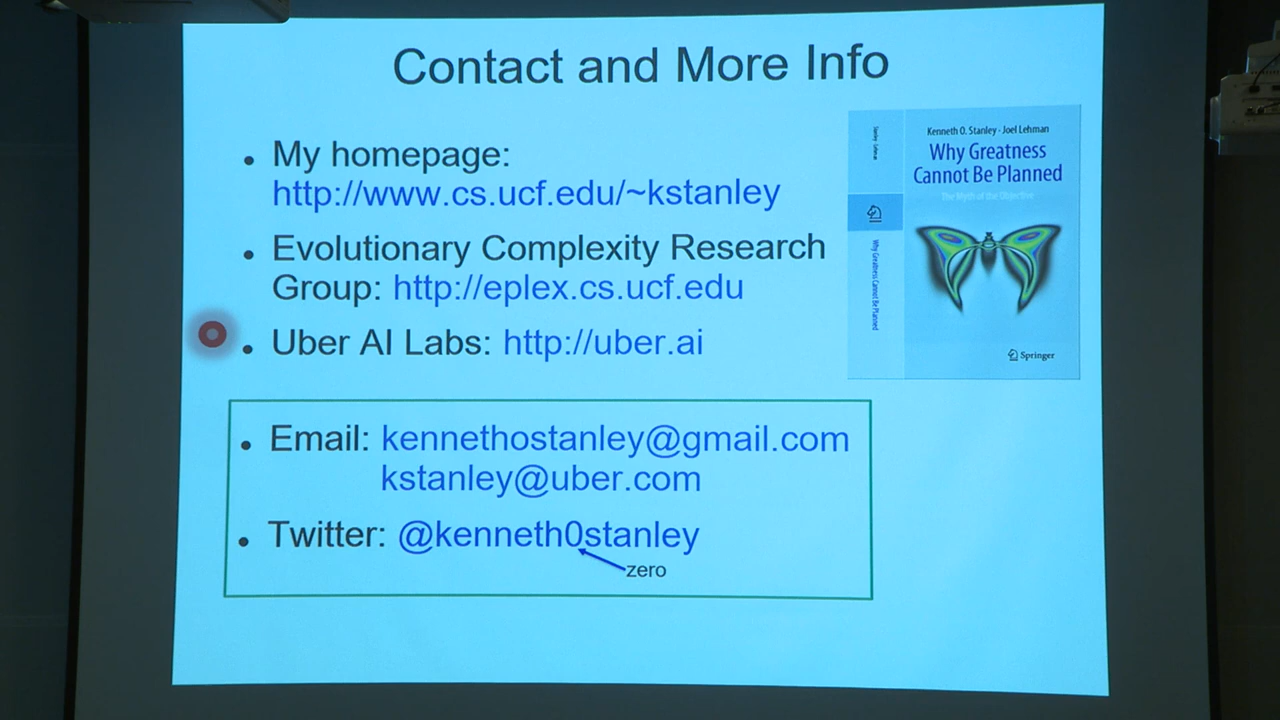 Contact and More Info
• My homepage:
http://www.cs.ucf.edu/~kstanley
• Evolutionary Complexity Research
Group: http://eplex.cs.ucf.edu
• Uber AI Labs: http://uber.ai
• Email: kennethostanley@gmail.com
kstanley@uber.com
• Twitter: @kenneth0stanley
zero
Stanley · Lehman
Why Greatness Cannot Be Planned
Kenneth O. Stanley · Joel Lehman
Why Greatness
Cannot Be Planned
The Myth of the Objective
Springer